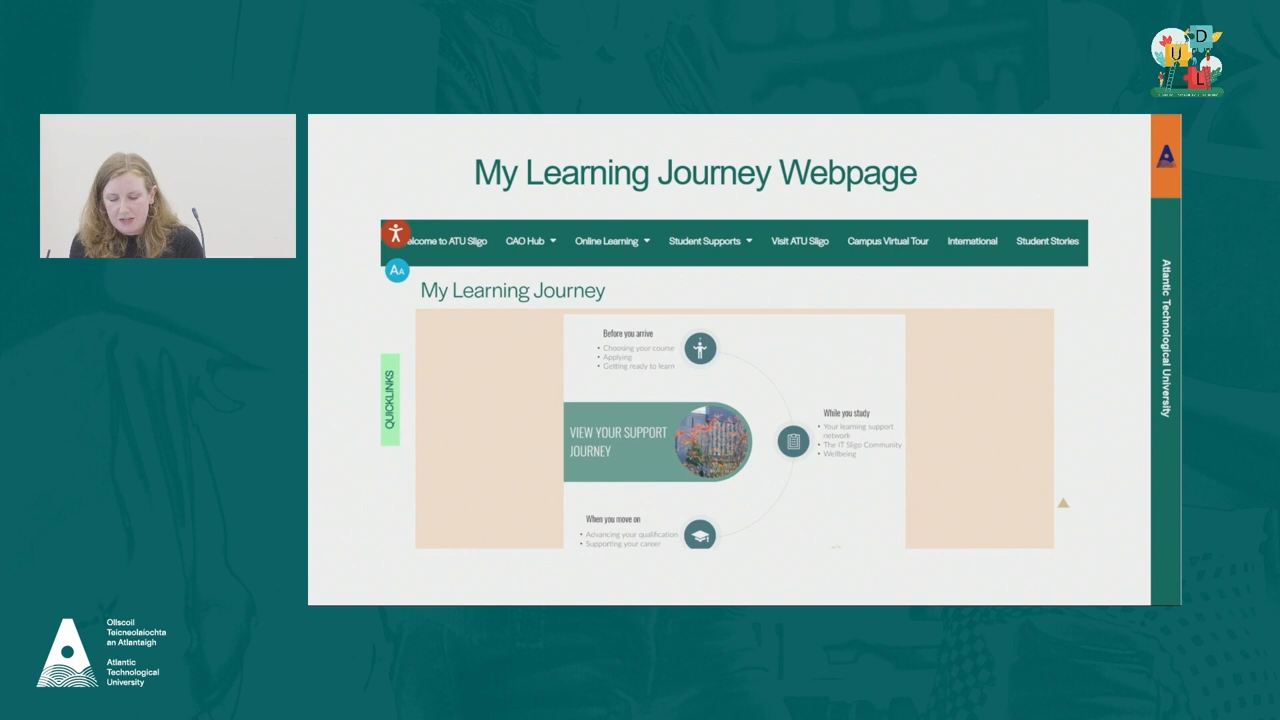 U
D
L
My Learning Journey Webpage
elcome to ATU Sligo CAO Hub Online Learning Student Supports Visit ATU Sligo Campus Virtual Tour International Student Stories
AA
My Learning Journey
QUICKLINKS
Before you arrive
• Choosing your course
• Applying
• Getting ready to learn
VIEW YOUR SUPPORT
JOURNEY
While you study
• Your learning support
network
• The IT Sligo Community
• Wellbeing
When you move on
• Advancing your qualification
• Supporting your career
Atlantic Technological University
Ollscoil
Teicneolaíochta
an Atlantaigh
Atlantic
Technological
University